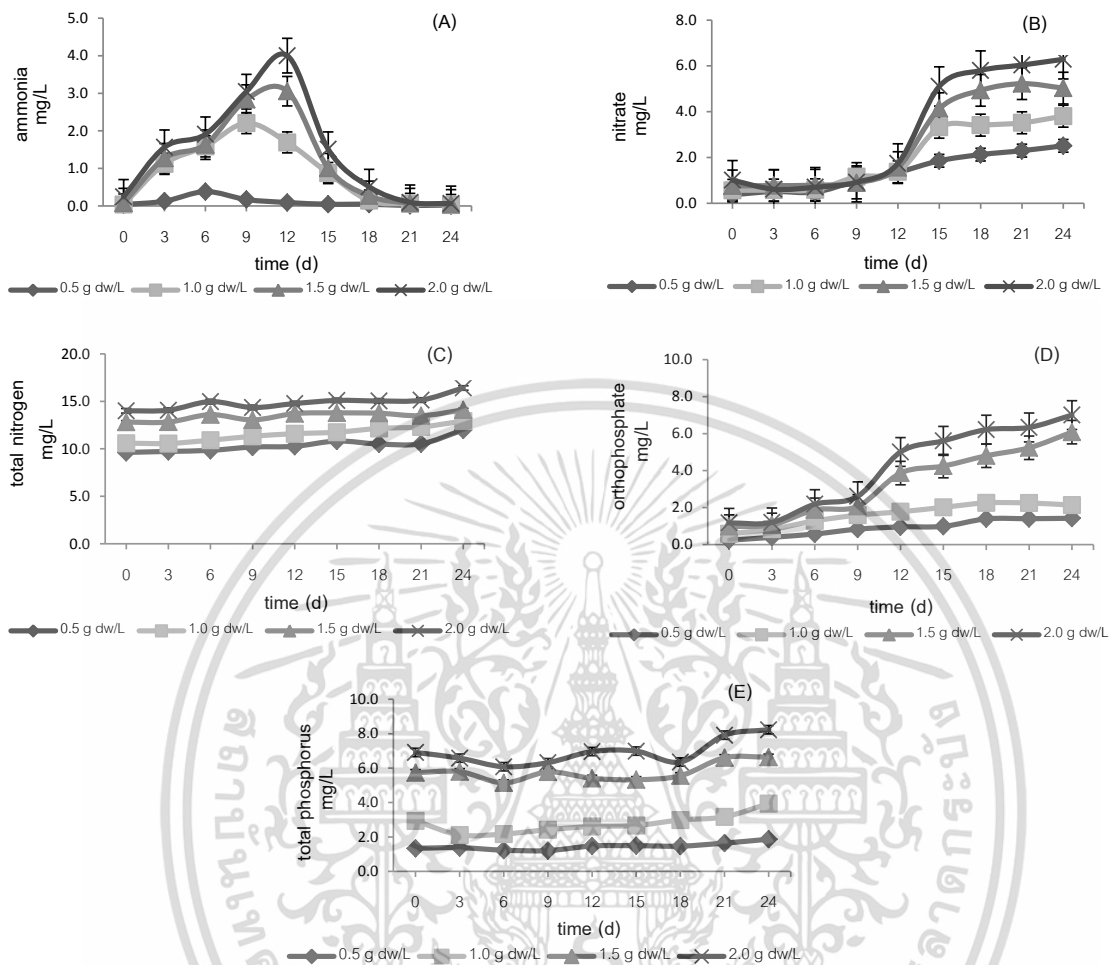 (A)
5.0
4.0
3.0
2.0
1.0
0.0
ammonia
mg/L
0 3 6 9 12 15 18 21 24
time (d)
0.5 g dw/L 1.0 g dw/L 1.5 g dw/L 2.0 g dw/L
(B)
6.0
4.0
2.0
0.0
nitrate
mg/L
0 3 6 9 12 15 18 21 24
time (d)
0.5 g dw/L 1.0 g dw/L 1.5 g dw/L 2.0 g dw/L
(C)
20.0
15.0
10.0
5.0
0.0
total nitrogen
mg/L
0 3 6 9 12 15 18 21 24
time (d)
0.5 g dw/L 1.0 g dw/L 1.5 g dw/L 2.0 g dw/L
(D)
10.0
8.0
6.0
4.0
2.0
0.0
orthophosphate
mg/L
0 3 6 9 12 15 18 21 24
time (d)
0.5 g dw/L 1.0 g dw/L 1.5 g dw/L 2.0 g dw/L
(E)
10.0
8.0
6.0
4.0
2.0
0.0
total phosphorus
mg/L
0 3 6 9 12 15 18 21 24
time (d)
0.5 g dw/L 1.0 g dw/L 1.5 g dw/L 2.0 g dw/L